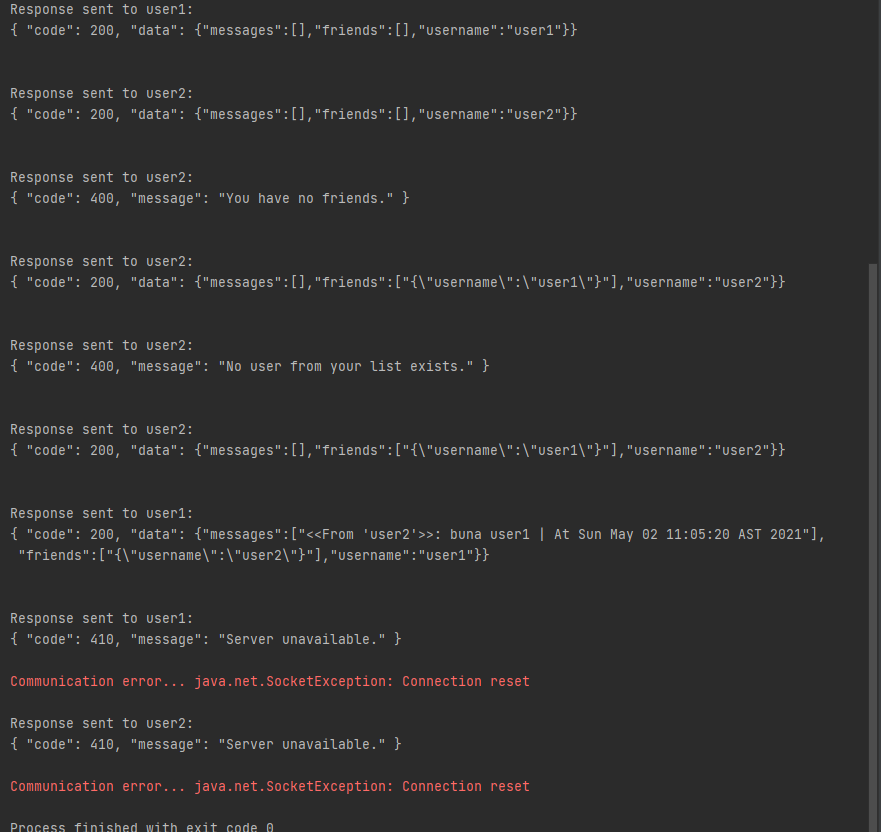 Response sent to user1:
{ "code": 200, "data": {"messages":[],"friends":[],"username":"user1"}}
Response sent to user2:
{ "code": 200, "data": {"messages":[],"friends":[],"username":"user2"}}
Response sent to user2:
{ "code": 400, "message": "You have no friends." }
Response sent to user2:
{ "code": 200, "data": {"messages":[],"friends":["{\"username\":\"user1\"}"],"username":"user2"}}
Response sent to user2:
{ "code": 400, "message": "No user from your list exists." }
Response sent to user2:
{ "code": 200, "data": {"messages":[],"friends":["{\"username\":\"user1\"}"],"username":"user2"}}
Response sent to user1:
{ "code": 200, "data": {"messages":["<<From 'user2'>>: buna user1 | At Sun May 02 11:05:20 AST 2021"],
"friends":["{\"username\":\"user2\"}"],"username":"user1"}}
Response sent to user1:
{ "code": 410, "message": "Server unavailable." }
Communication error... java.net.SocketException: Connection reset
Response sent to user2:
{ "code": 410, "message": "Server unavailable." }
Communication error... java.net.SocketException: Connection reset
Process finished with exit code 0